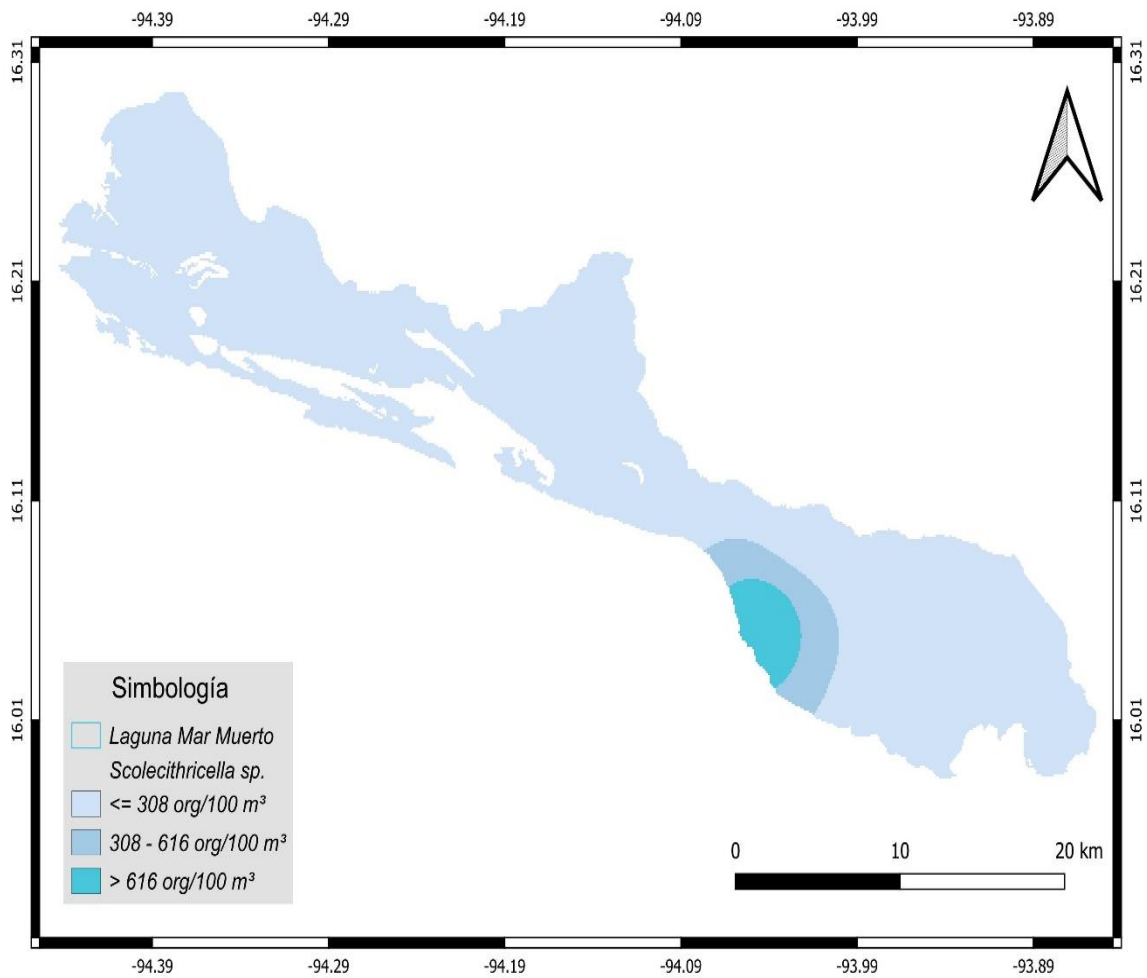 -94.39 -94.29 -94.19 -94.09 -93.99 -93.89
16.31 16.31
16.21 16.21
16.11 16.11
16.01 16.01
Simbología
Laguna Mar Muerto
Scolecithricella sp.
<= 308 org/100 m³
308 - 616 org/100 m³
> 616 org/100 m³
0 10 20 km
-94.39 -94.29 -94.19 -94.09 -93.99 -93.89